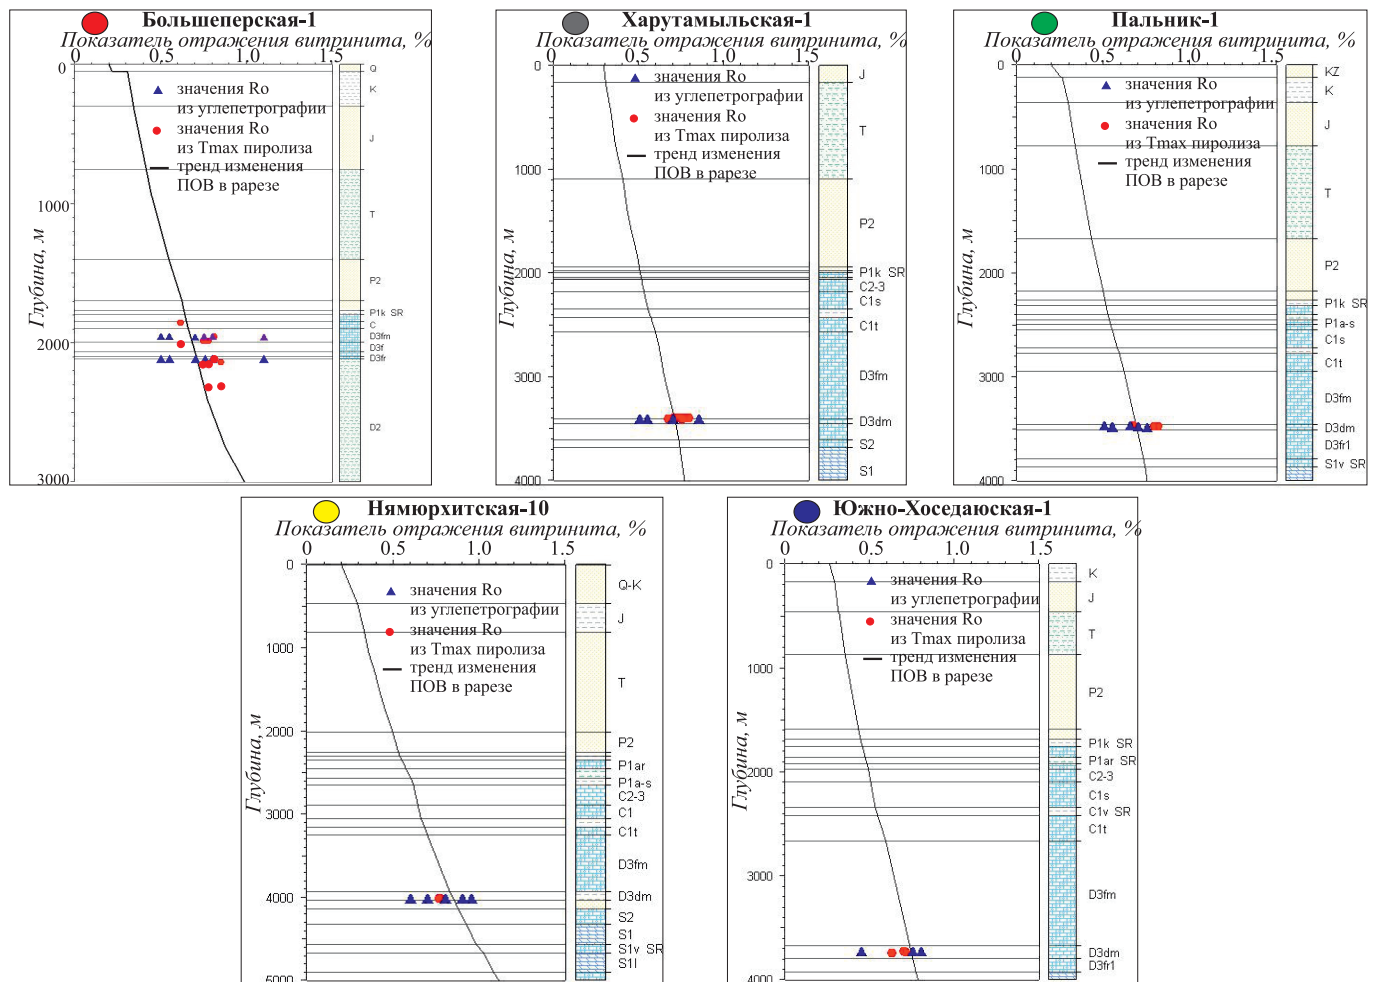 Большеперская-1
Показатель отражения витринита, %
0 0.5 1.0 1.5
Глубина, м
0
1000
2000
3000
значения Ro
из углепетрографии
значения Ro
из Tmax пиролиза
тренд изменения
ПОВ в рарезе
Q
K
J
T
P2
P1k SR
C
D3fm
D3f
D3fr
D2
Харутамыльская-1
Показатель отражения витринита, %
0 0.5 1.0 1.5
Глубина, м
0
1000
2000
3000
4000
значения Ro
из углепетрографии
значения Ro
из Tmax пиролиза
тренд изменения
ПОВ в рарезе
J
T
P2
P1k SR
C2-3
C1s
C1t
D3fm
D3dm
S2
S1
Пальник-1
Показатель отражения витринита, %
0 0.5 1.0 1.5
Глубина, м
0
1000
2000
3000
4000
значения Ro
из углепетрографии
значения Ro
из Tmax пиролиза
тренд изменения
ПОВ в рарезе
KZ
K
J
T
P2
P1k SR
P1a-s
C1s
C1t
D3fm
D3dm
D3fr1
S1v SR
Нямюрхитская-10
Показатель отражения витринита, %
0 0.5 1.0 1.5
Глубина, м
0
1000
2000
3000
4000
5000
значения Ro
из углепетрографии
значения Ro
из Tmax пиролиза
тренд изменения
ПОВ в рарезе
Q-K
J
T
P2
P1ar
P1a-s
C2-3
C1
C1t
D3fm
D3dm
S2
S1
S1v SR
S1l
Южно-Хоседаюская-1
Показатель отражения витринита, %
0 0.5 1.0 1.5
Глубина, м
0
1000
2000
3000
4000
значения Ro
из углепетрографии
значения Ro
из Tmax пиролиза
тренд изменения
ПОВ в рарезе
K
J
T
P2
P1k SR
P1ar SR
C2-3
C1s
C1v SR
C1t
D3fm
D3dm
D3fr1